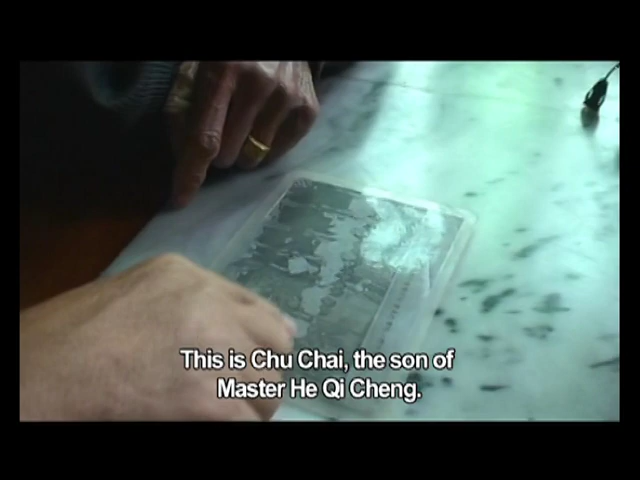 This is Chu Chai, the son of
Master He Qi Cheng.